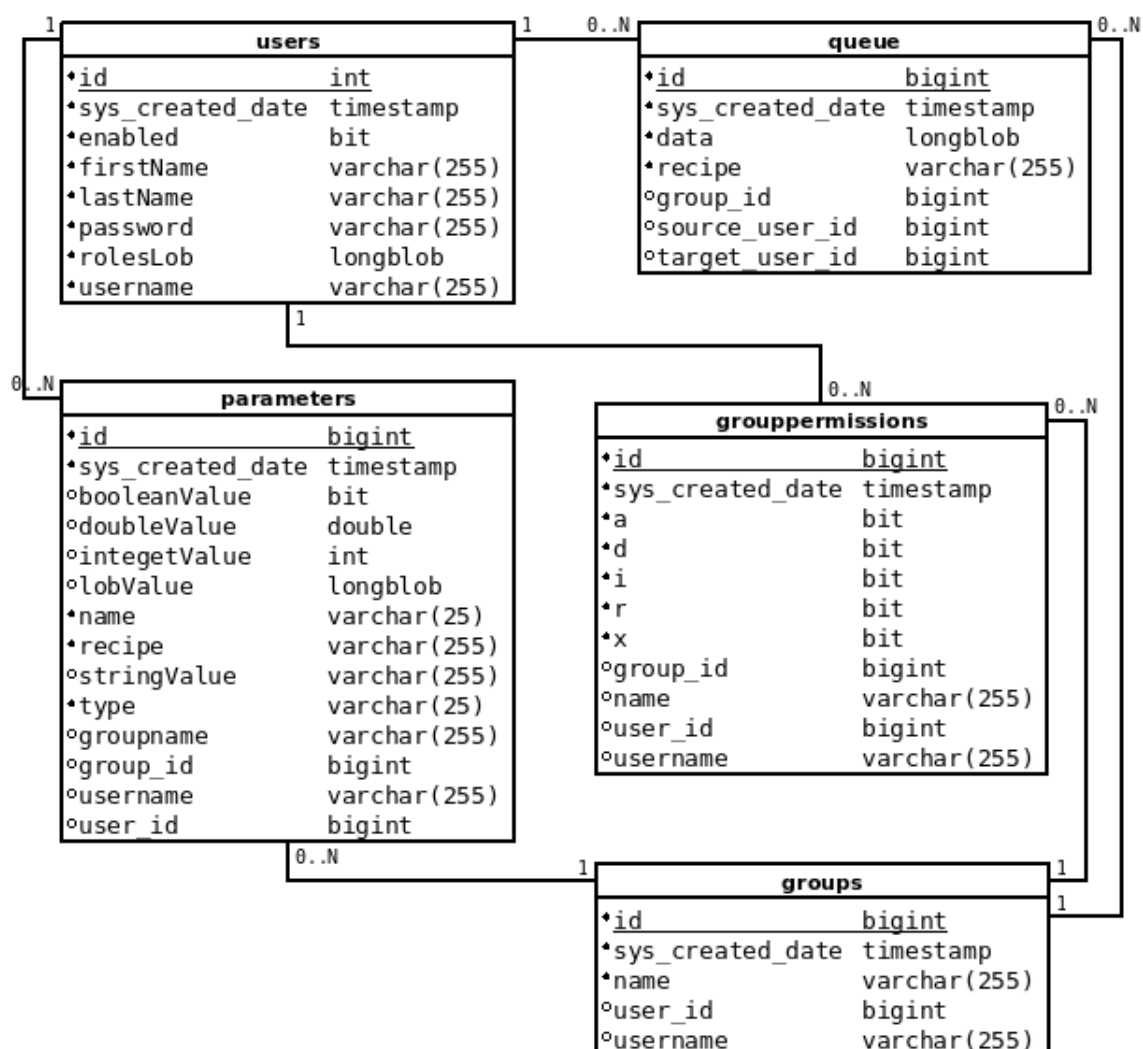 1
1
0..N
0..N
users
id int
sys_created_date timestamp
enabled bit
firstName varchar(255)
lastName varchar(255)
password varchar(255)
rolesLob longblob
username varchar(255)
queue
id bigint
sys_created_date timestamp
data longblob
recipe varchar(255)
group_id bigint
source_user_id bigint
target_user_id bigint
1
0..N
0..N
0..N
parameters
id bigint
sys_created_date timestamp
booleanValue bit
doubleValue double
integetValue int
lobValue longblob
name varchar(25)
recipe varchar(255)
stringValue varchar(255)
type varchar(25)
groupname varchar(255)
group_id bigint
username varchar(255)
user_id bigint
grouppermissions
id bigint
sys_created_date timestamp
a bit
d bit
i bit
r bit
x bit
group_id bigint
name varchar(255)
user_id bigint
username varchar(255)
0..N
1
1
1
groups
id bigint
sys_created_date timestamp
name varchar(255)
user_id bigint
username varchar(255)